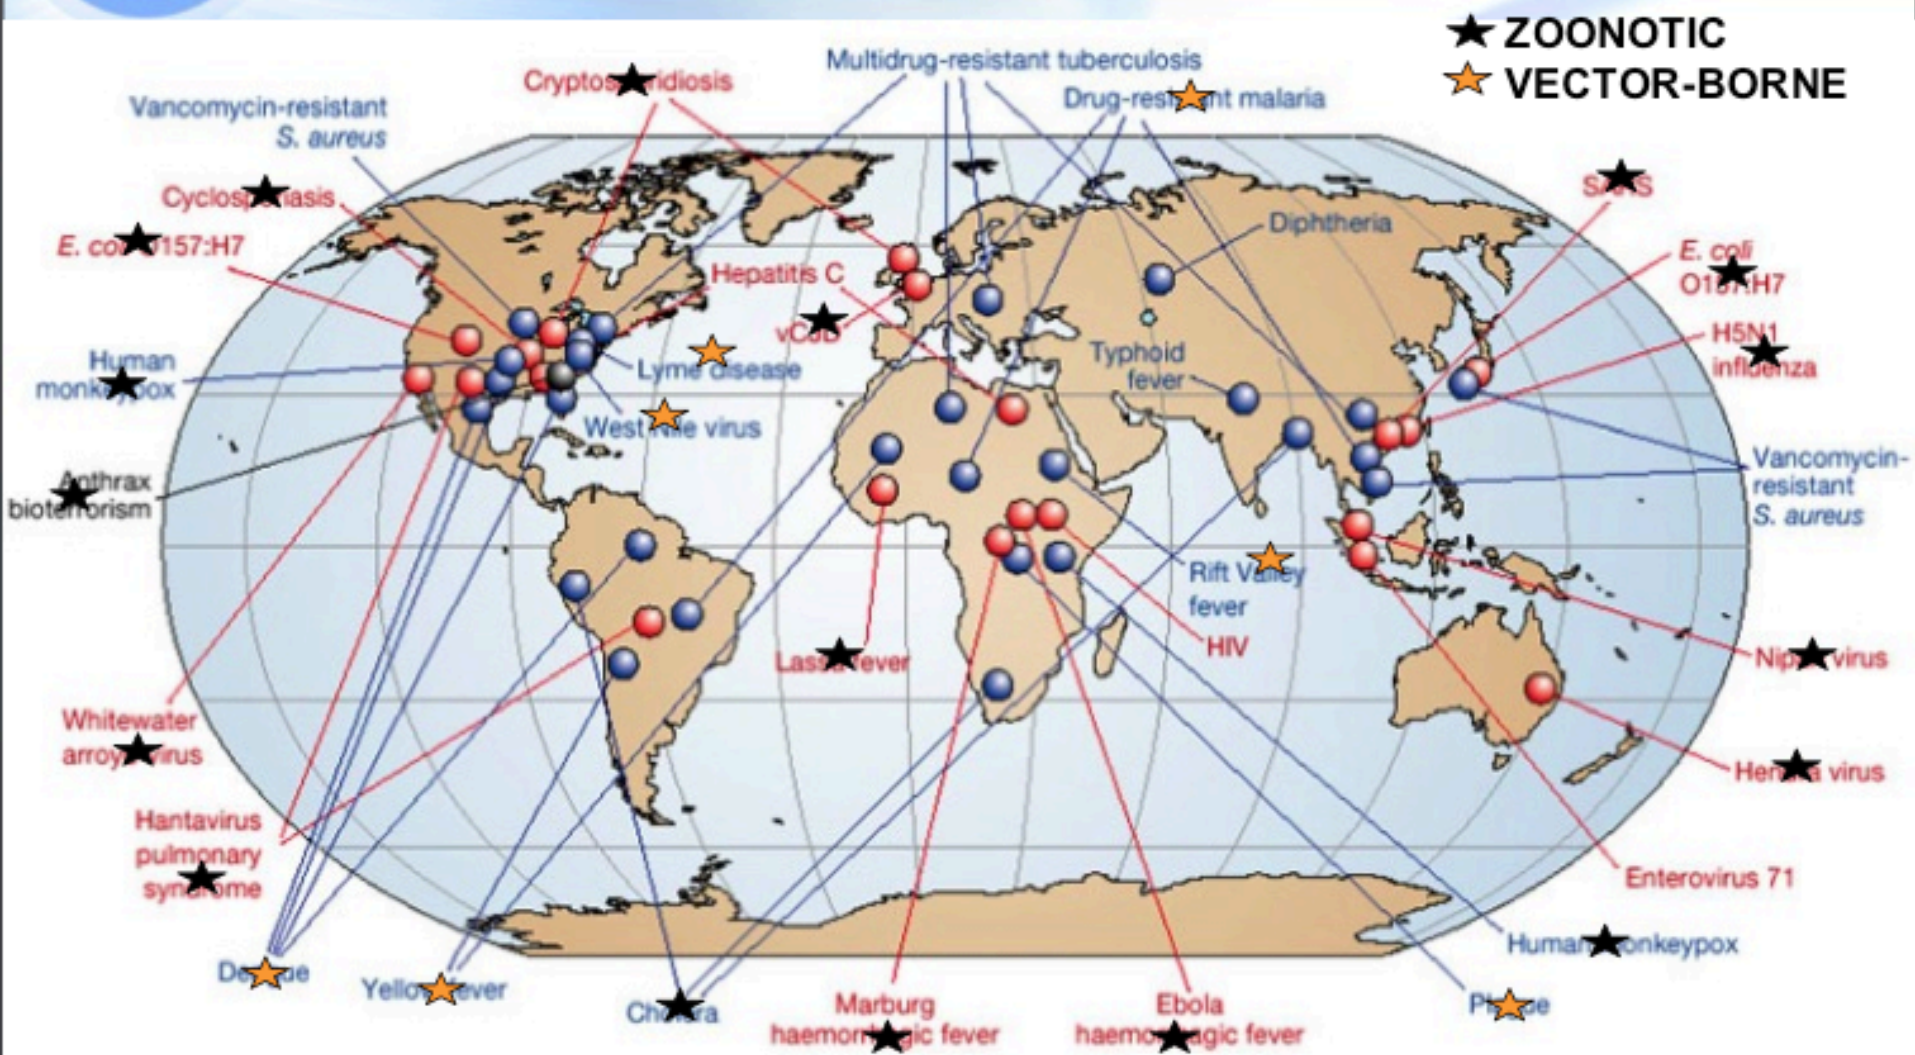 ZOONOTIC
VECTOR-BORNE
Multidrug-resistant tuberculosis
Cryptosporidiosis
Drug-resistant malaria
Vancomycin-resistant
S. aureus
Cyclosporiasis
SARS
E. coli O157:H7
Diphtheria
E. coli
O157:H7
Hepatitis C
vCJD
H5N1
influenza
Human
monkeypox
Lyme disease
Typhoid
fever
West Nile virus
Anthrax
bioterrorism
Vancomycin-
resistant
S. aureus
Rift Valley
fever
HIV
Lassa fever
Nipah virus
Whitewater
arroyo virus
Hendra virus
Hantavirus
pulmonary
syndrome
Enterovirus 71
Human monkeypox
Dengue
Yellow fever
Cholera
Marburg
haemorrhagic fever
Ebola
haemorrhagic fever
Plague